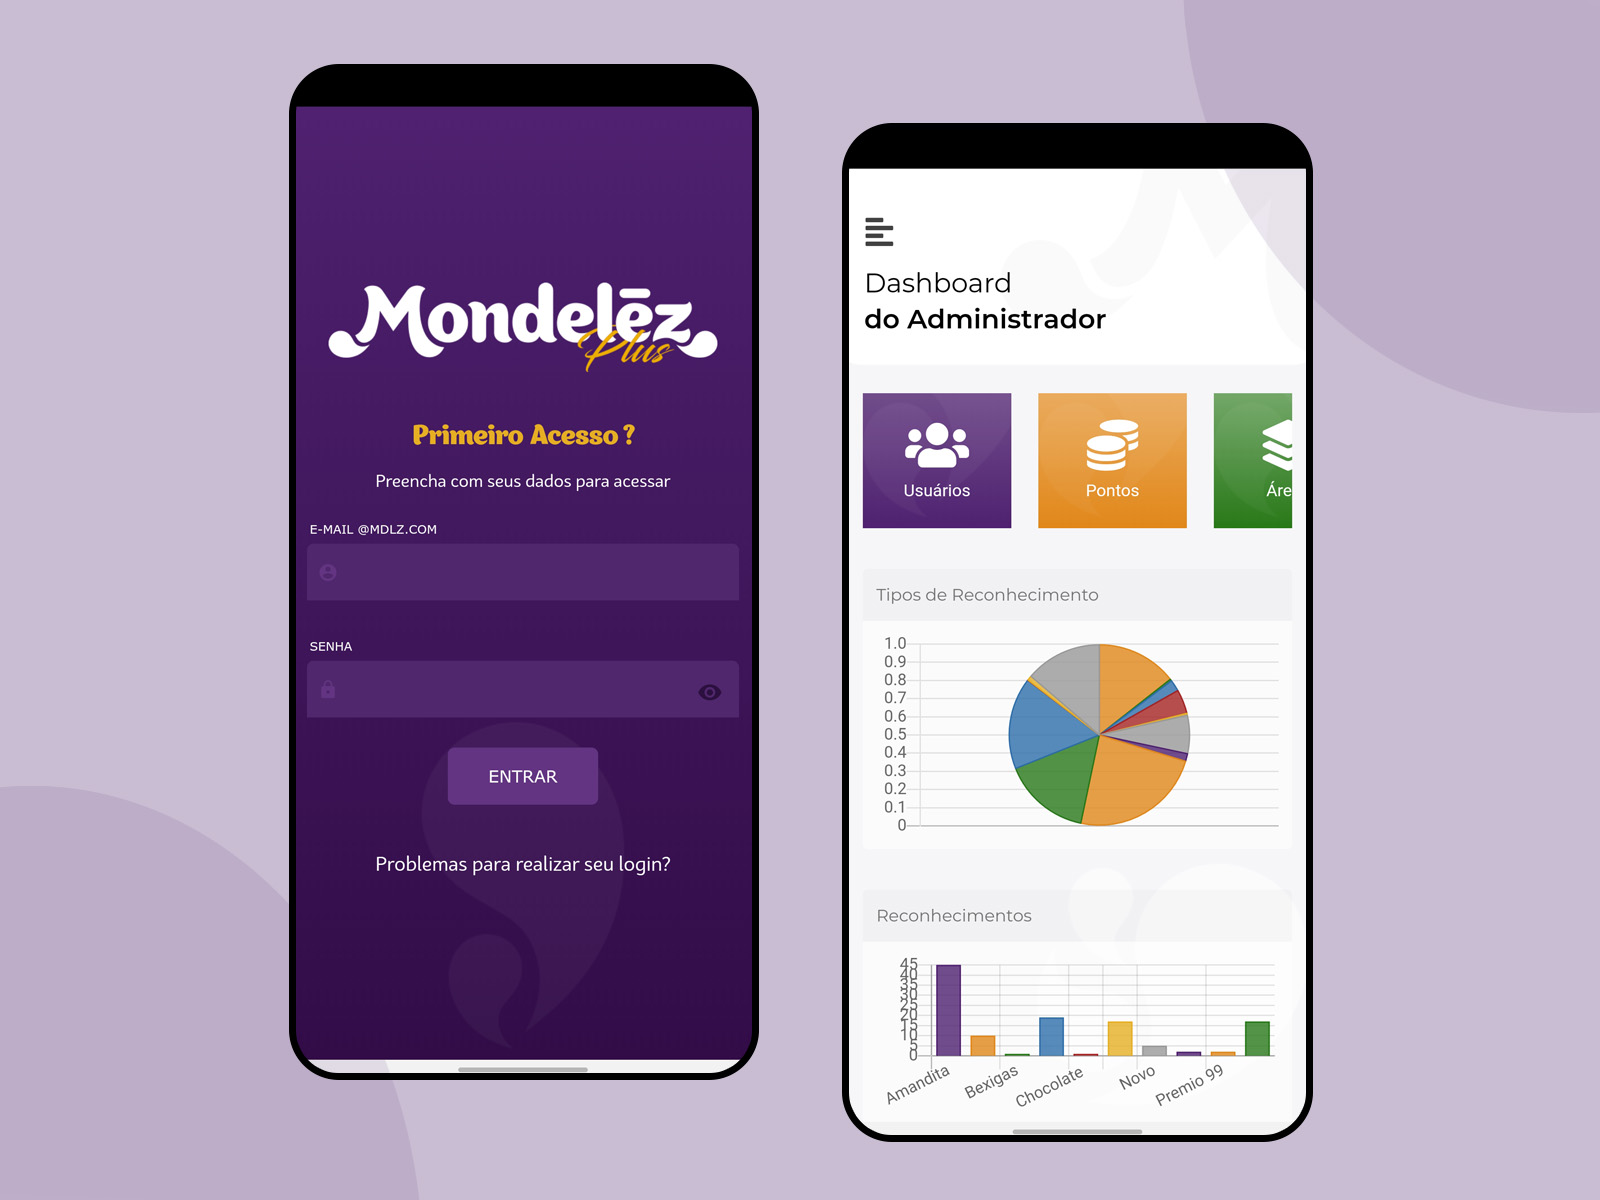 Mondelēz
Plus
Primeiro Acesso ?
Preencha com seus dados para acessar
E-MAIL @MDLZ.COM
SENHA
ENTRAR
Problemas para realizar seu login?
Dashboard
do Administrador
Usuários
Pontos
Áre
Tipos de Reconhecimento
1.0
0.9
0.8
0.7
0.6
0.5
0.4
0.3
0.2
0.1
0
Reconhecimentos
45
40
35
30
25
20
15
10
5
0
Amandita
Bexigas
Chocolate
Novo
Premio 99